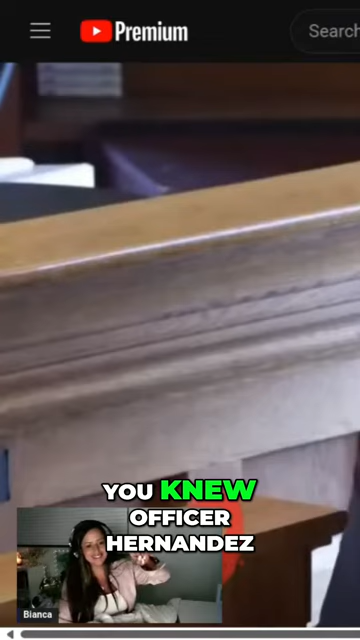 Premium
Search
YOU KNEW
OFFICER
HERNANDEZ
Bianca